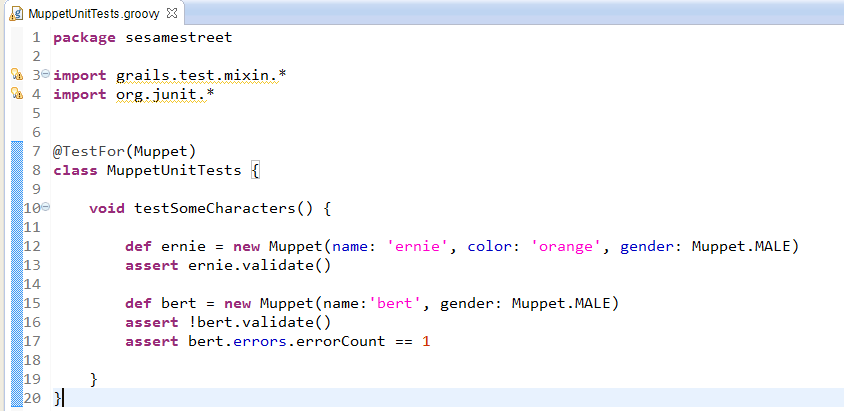 MuppetUnitTests.groovy
1 package sesamestreet
2
3 import grails.test.mixin.*
4 import org.junit.*
5
6
7 @TestFor(Muppet)
8 class MuppetUnitTests {
9
10     void testSomeCharacters() {
11
12         def ernie = new Muppet(name: 'ernie', color: 'orange', gender: Muppet.MALE)
13         assert ernie.validate()
14
15         def bert = new Muppet(name:'bert', gender: Muppet.MALE)
16         assert !bert.validate()
17         assert bert.errors.errorCount == 1
18
19     }
20 }